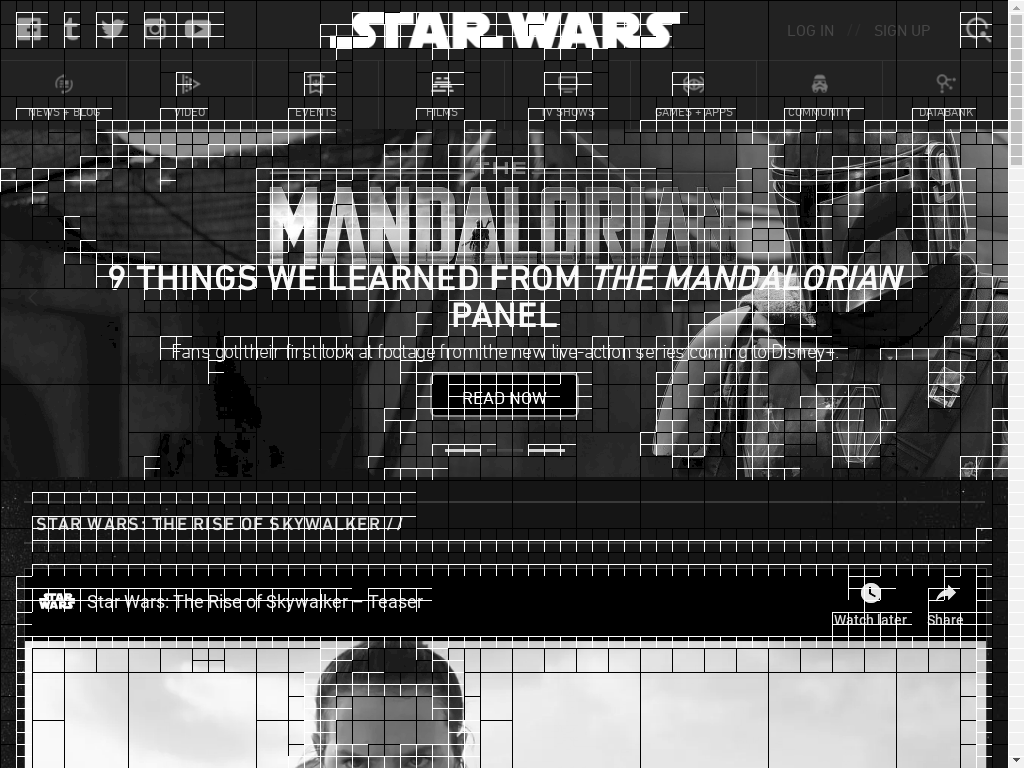 STAR WARS
LOG IN // SIGN UP
NEWS + BLOG
VIDEO
EVENTS
FILMS
TV SHOWS
GAMES + APPS
COMMUNITY
DATABANK
THE
MANDALORIAN
9 THINGS WE LEARNED FROM THE MANDALORIAN
PANEL
Fans got their first look at footage from the new live-action series coming to Disney+.
READ NOW
STAR WARS: THE RISE OF SKYWALKER //
STAR WARS
Star Wars: The Rise of Skywalker – Teaser
Watch later
Share